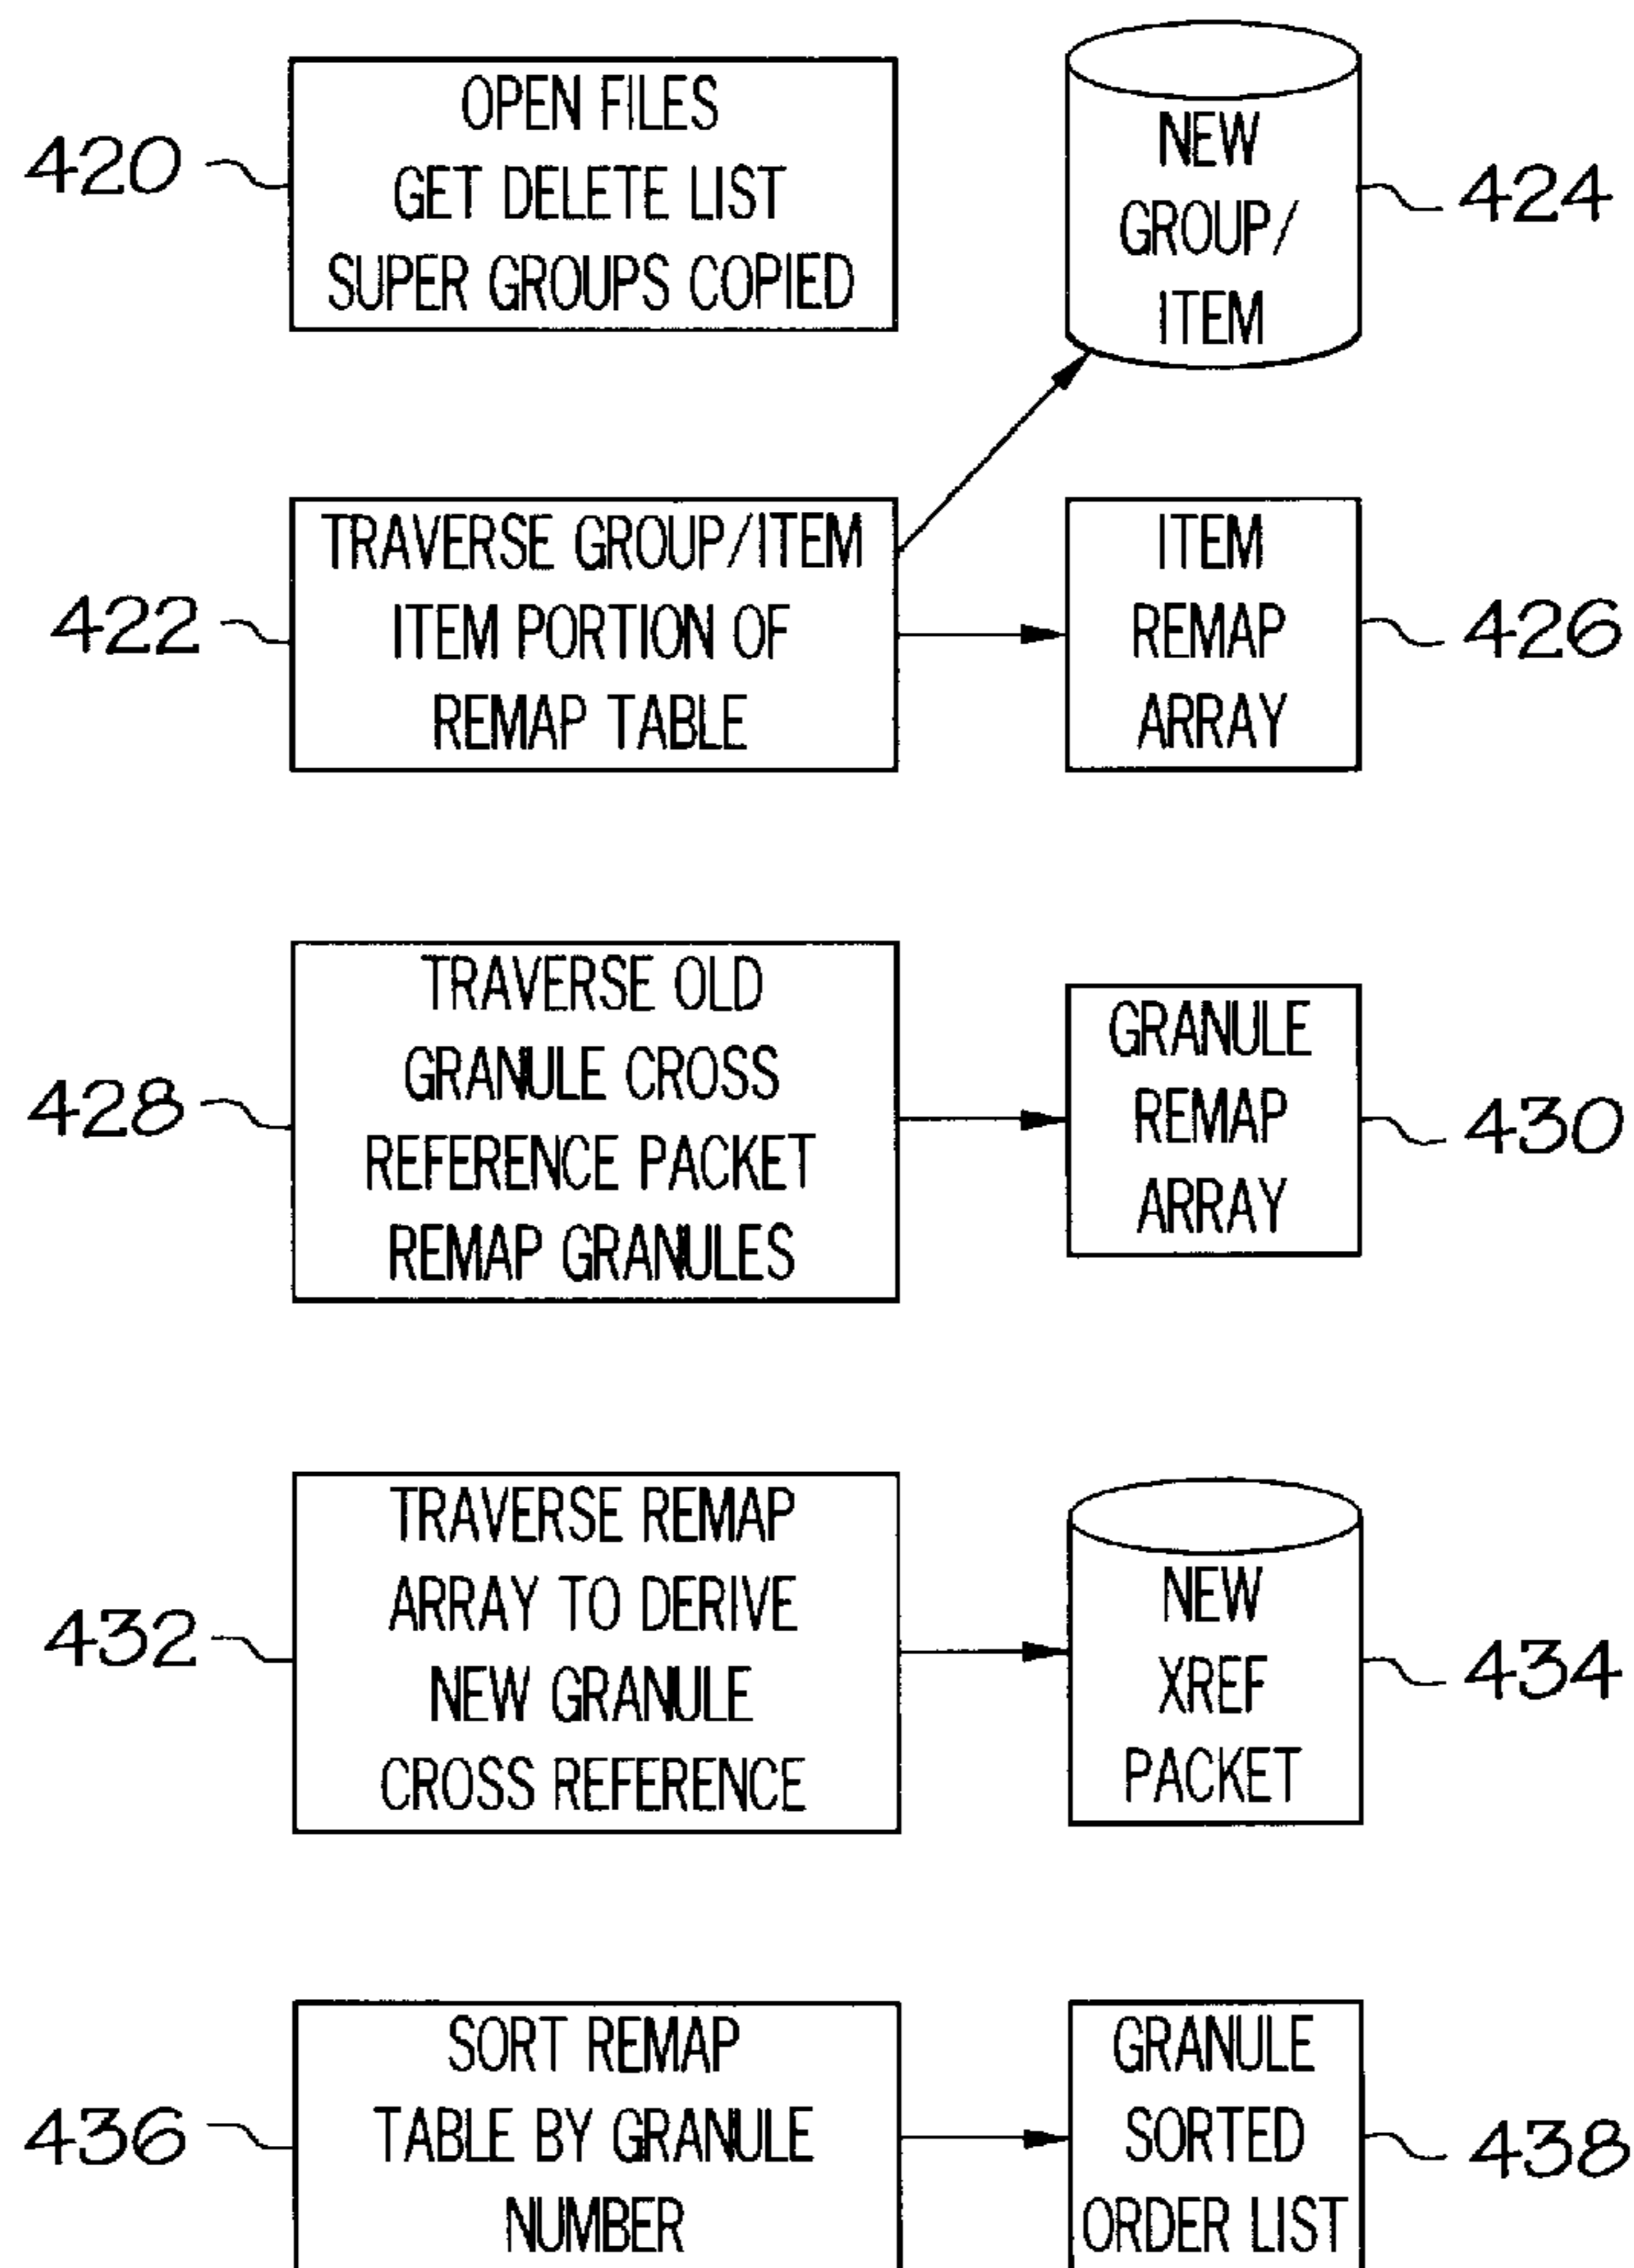 420
OPEN FILES
GET DELETE LIST
SUPER GROUPS COPIED
NEW
GROUP/
ITEM
424
422
TRAVERSE GROUP/ITEM
ITEM PORTION OF
REMAP TABLE
ITEM
REMAP
ARRAY
426
428
TRAVERSE OLD
GRANULE CROSS
REFERENCE PACKET
REMAP GRANULES
GRANULE
REMAP
ARRAY
430
432
TRAVERSE REMAP
ARRAY TO DERIVE
NEW GRANULE
CROSS REFERENCE
NEW
XREF
PACKET
434
436
SORT REMAP
TABLE BY GRANULE
NUMBER
GRANULE
SORTED
ORDER LIST
438